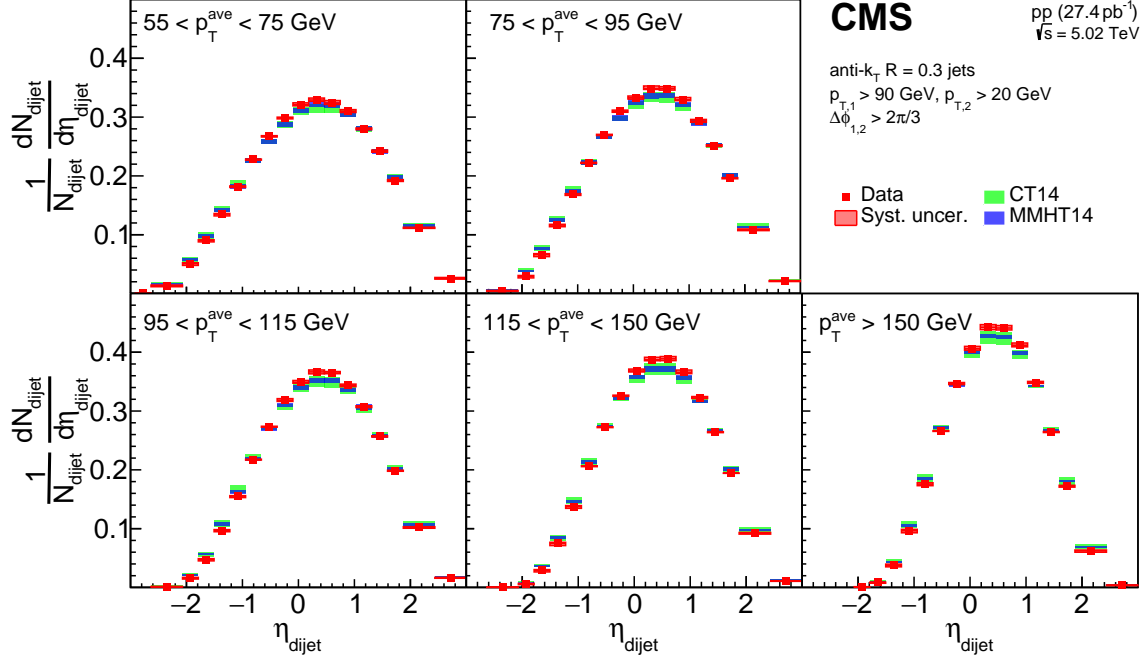 55 < p_T^ave < 75 GeV
75 < p_T^ave < 95 GeV
CMS
pp (27.4 pb⁻¹)
√s = 5.02 TeV
anti-k_T R = 0.3 jets
p_T,1 > 90 GeV, p_T,2 > 20 GeV
Δϕ_1,2 > 2π/3
Data
Syst. uncer.
CT14
MMHT14
1/N_dijet dN_dijet/dη_dijet
0.4
0.3
0.2
0.1
95 < p_T^ave < 115 GeV
115 < p_T^ave < 150 GeV
p_T^ave > 150 GeV
1/N_dijet dN_dijet/dη_dijet
0.4
0.3
0.2
0.1
−2 −1 0 1 2
−2 −1 0 1 2
−2 −1 0 1 2
η_dijet
η_dijet
η_dijet